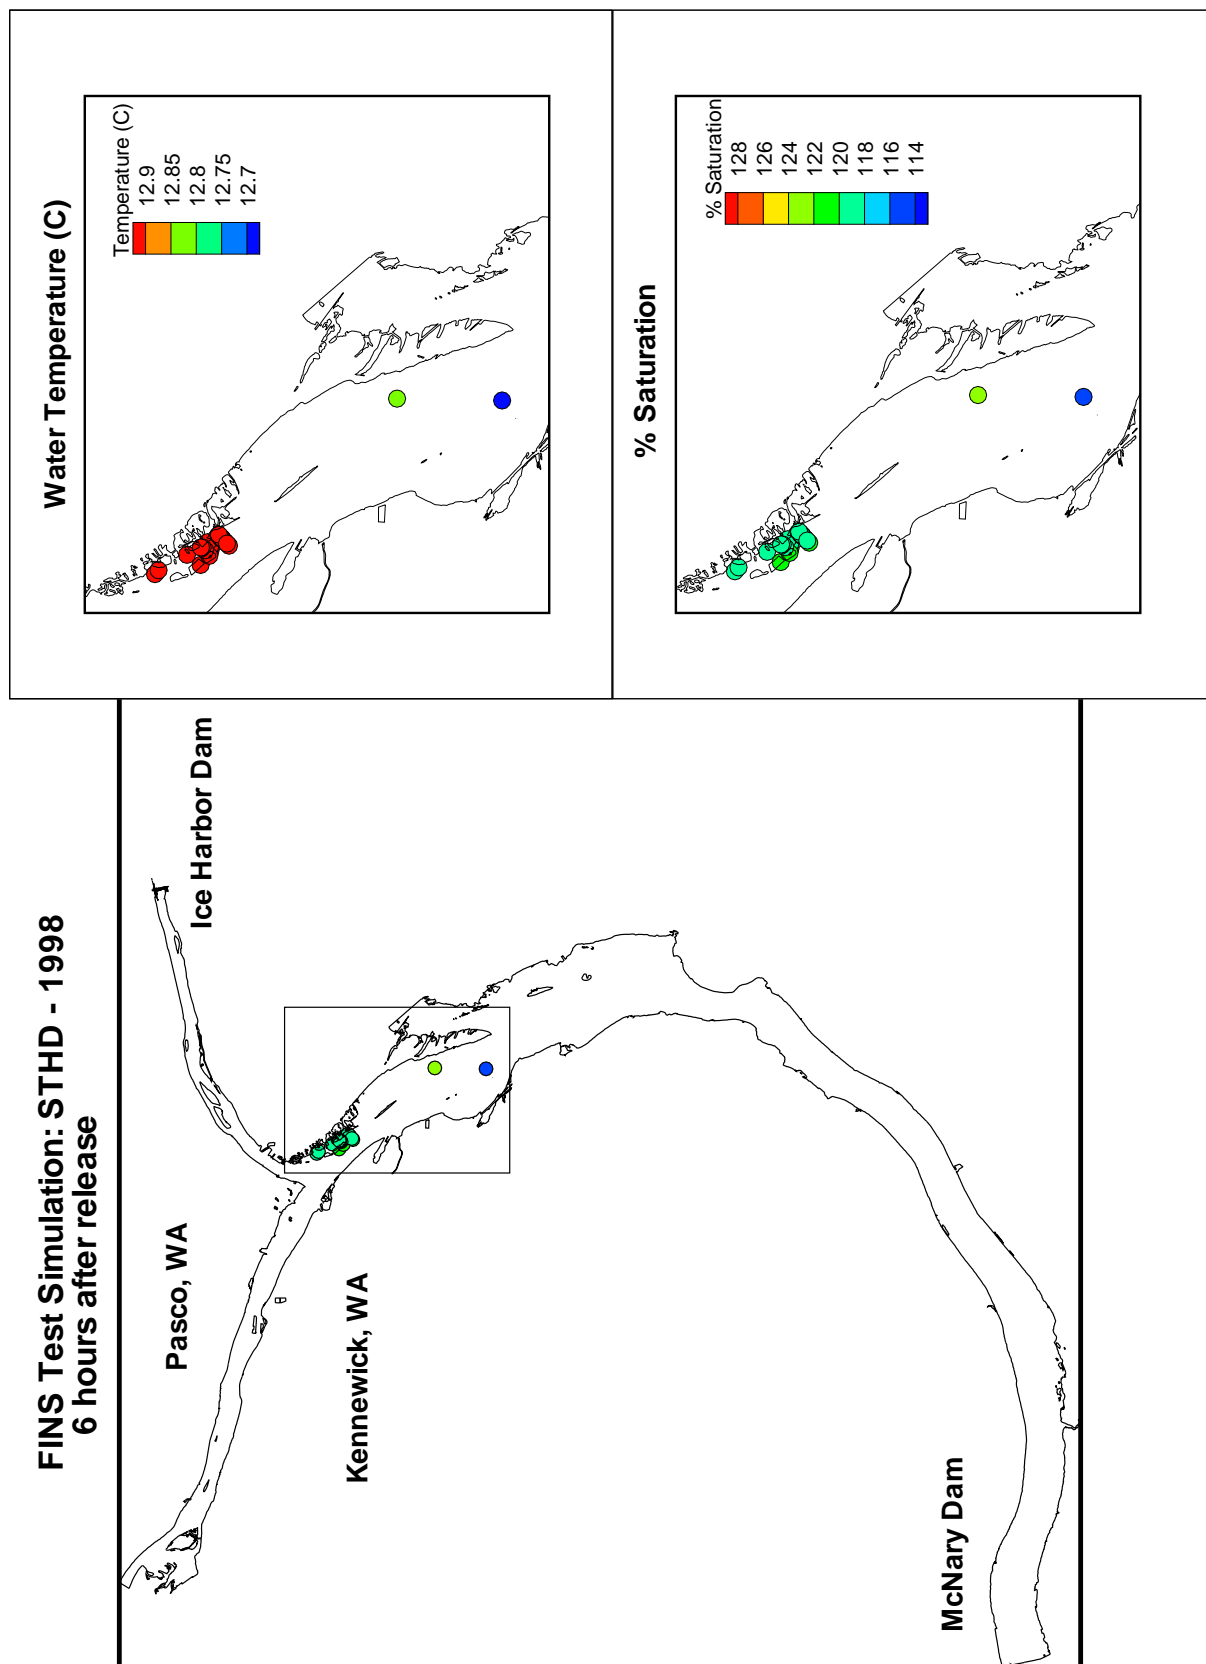 FINS Test Simulation: STHD - 1998
6 hours after release
Pasco, WA
Kennewick, WA
Ice Harbor Dam
McNary Dam
Water Temperature (C)
Temperature (C)
12.9
12.85
12.8
12.75
12.7
% Saturation
% Saturation
128
126
124
122
120
118
116
114